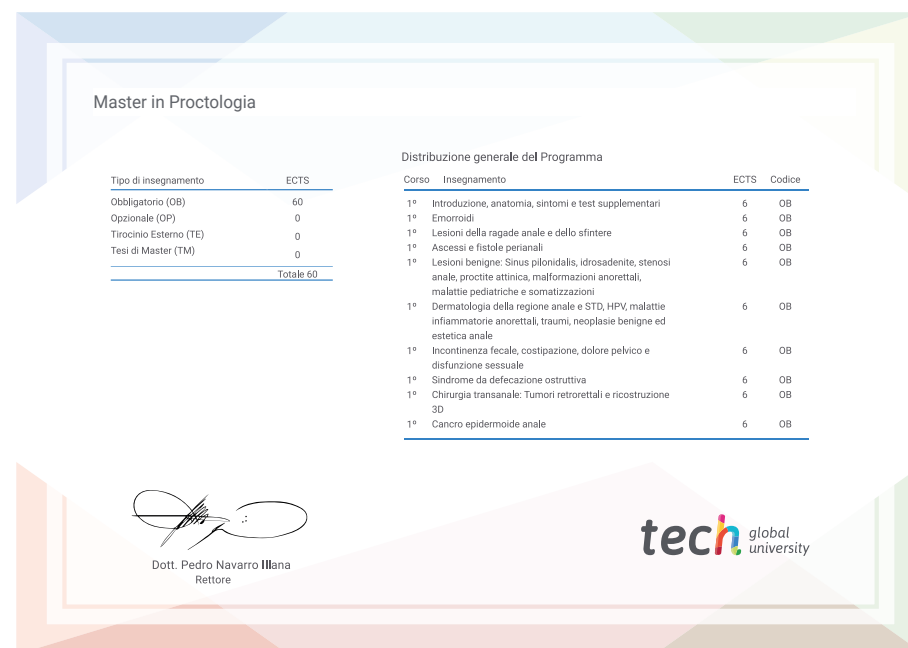 Master in Proctologia
Tipo di insegnamento ECTS
Obbligatorio (OB) 60
Opzionale (OP) 0
Tirocinio Esterno (TE) 0
Tesi di Master (TM) 0
Totale 60
Distribuzione generale del Programma
Corso Insegnamento ECTS Codice
1º Introduzione, anatomia, sintomi e test supplementari 6 OB
1º Emorroidi 6 OB
1º Lesioni della ragade anale e dello sfintere 6 OB
1º Ascessi e fistole perianali 6 OB
1º Lesioni benigne: Sinus pilonidalis, idrosadenite, stenosi 6 OB
anale, proctite attinica, malformazioni anorettali,
malattie pediatriche e somatizzazioni
1º Dermatologia della regione anale e STD, HPV, malattie 6 OB
infiammatorie anorettali, traumi, neoplasie benigne ed
estetica anale
1º Incontinenza fecale, costipazione, dolore pelvico e 6 OB
disfunzione sessuale
1º Sindrome da defecazione ostruttiva 6 OB
1º Chirurgia transanale: Tumori retrorettali e ricostruzione 6 OB
3D
1º Cancro epidermoide anale 6 OB
Dott. Pedro Navarro Illana
Rettore
tech global
university